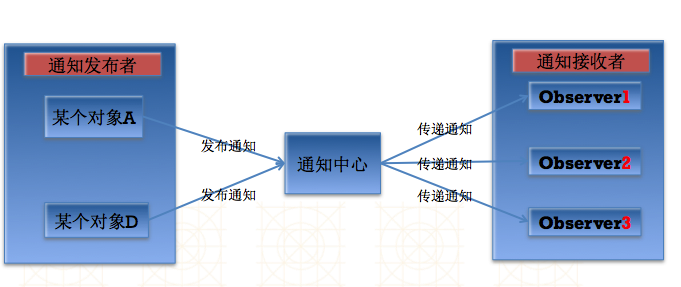 通知发布者
某个对象A
某个对象D
发布通知
发布通知
通知中心
传递通知
传递通知
传递通知
通知接收者
Observer1
Observer2
Observer3